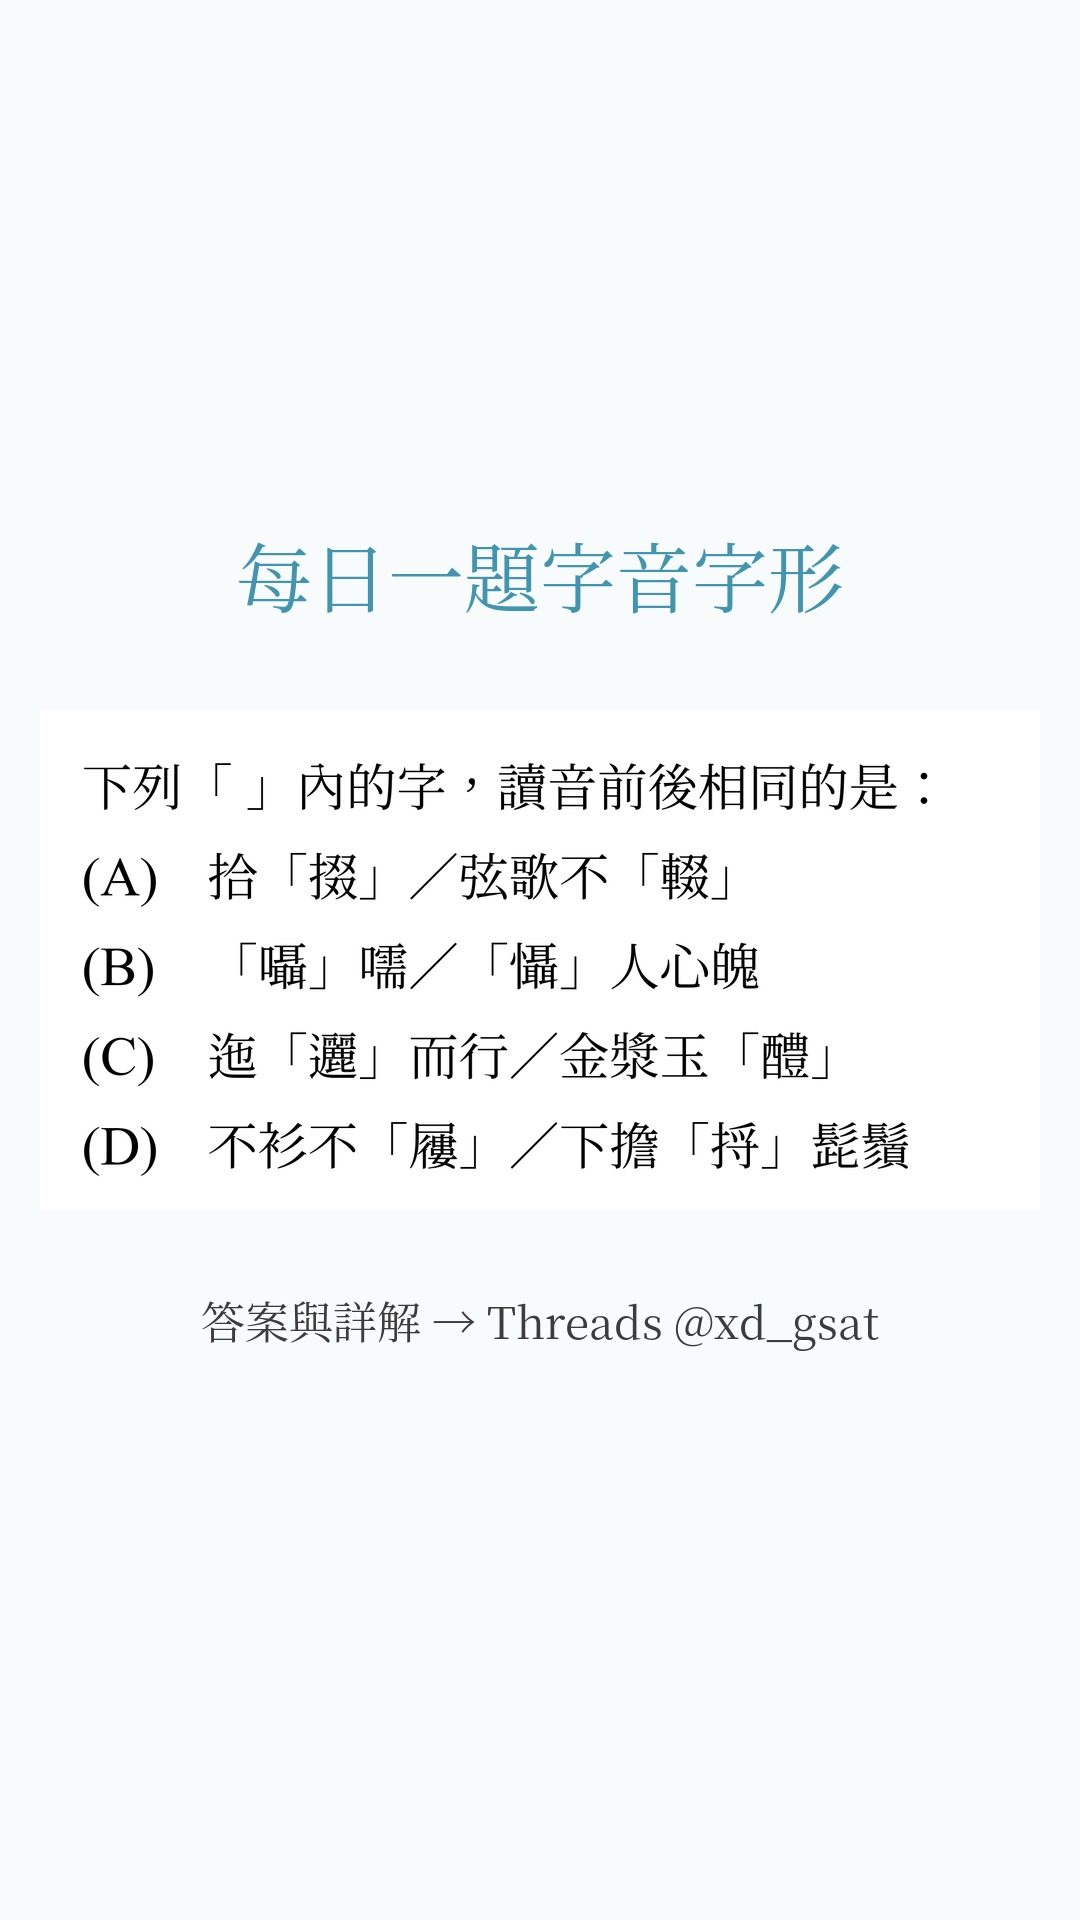 每日一題字音字形
下列「 」內的字，讀音前後相同的是：
(A) 拾「掇」／弦歌不「輟」
(B) 「囁」嚅／「懾」人心魄
(C) 迤「邐」而行／金漿玉「醴」
(D) 不衫不「屨」／下擔「捋」髭鬚
答案與詳解 → Threads @xd_gsat